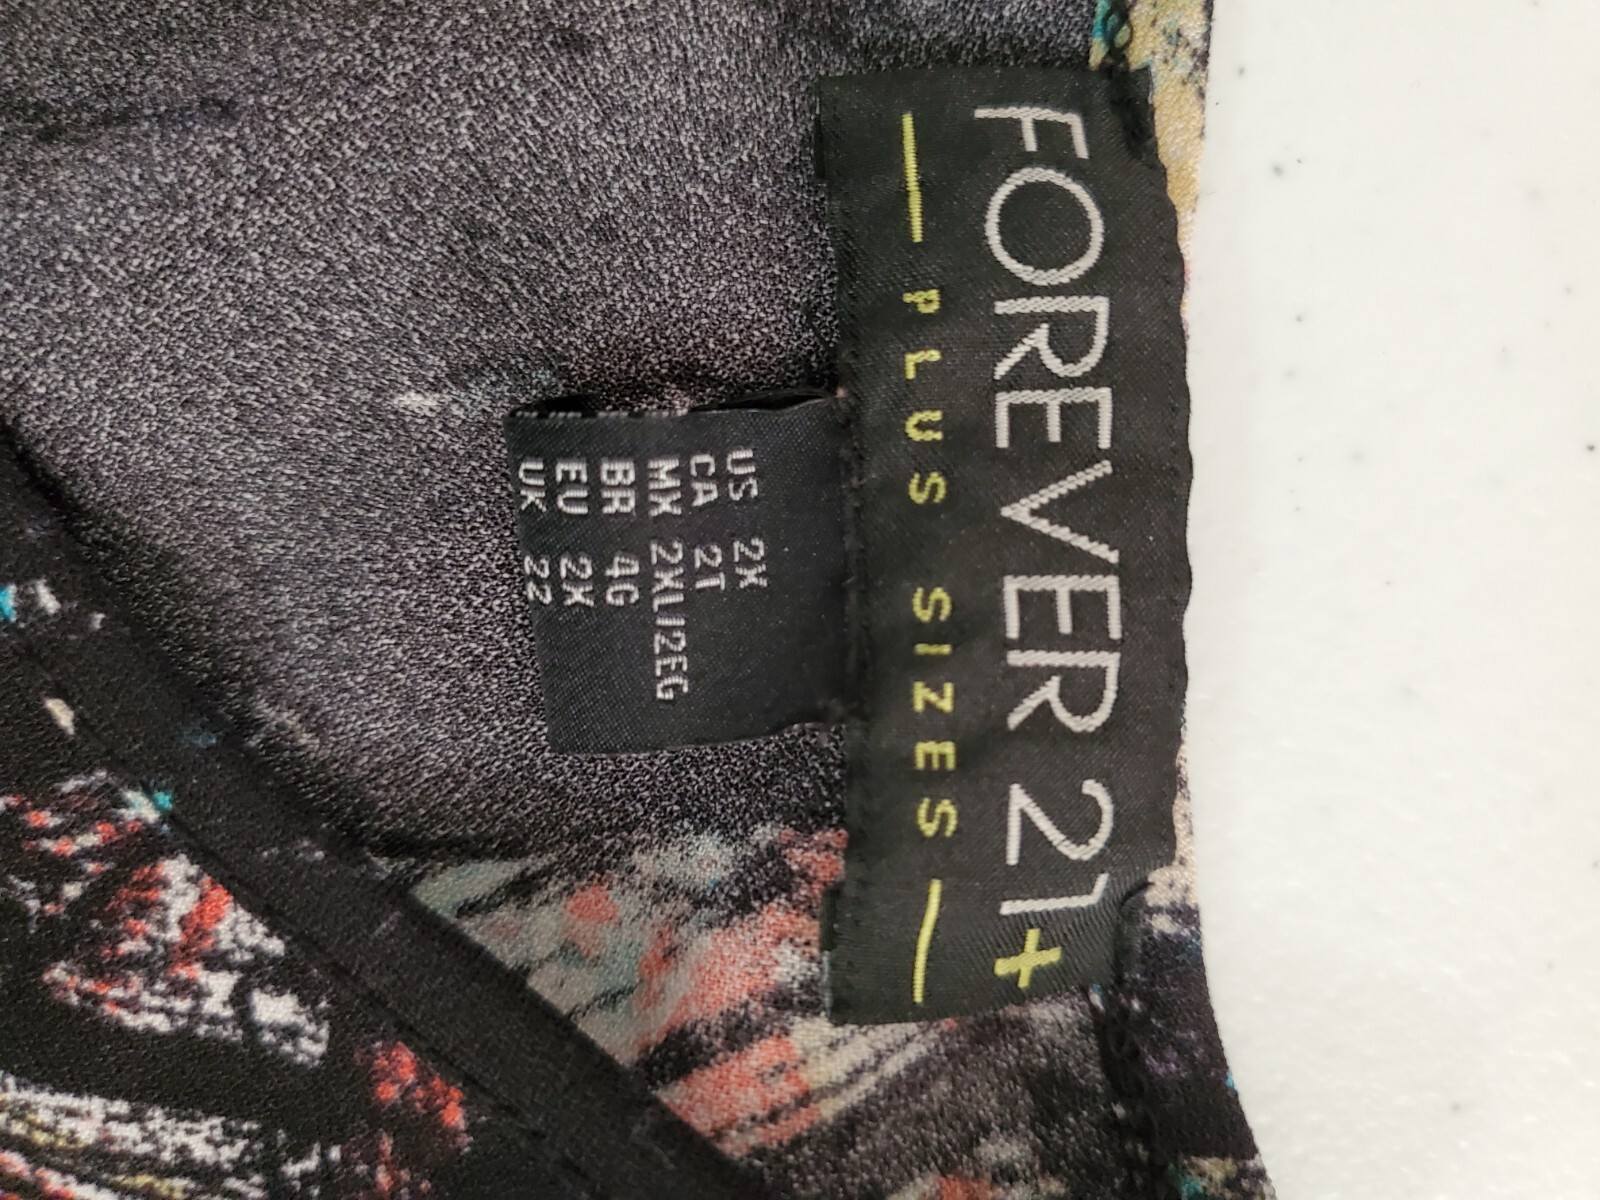 FOREVER 21+
PLUS SIZES
US 2X
CA 2T
MX 2XL/2EG
BR 4G
EU 2X
UK 22